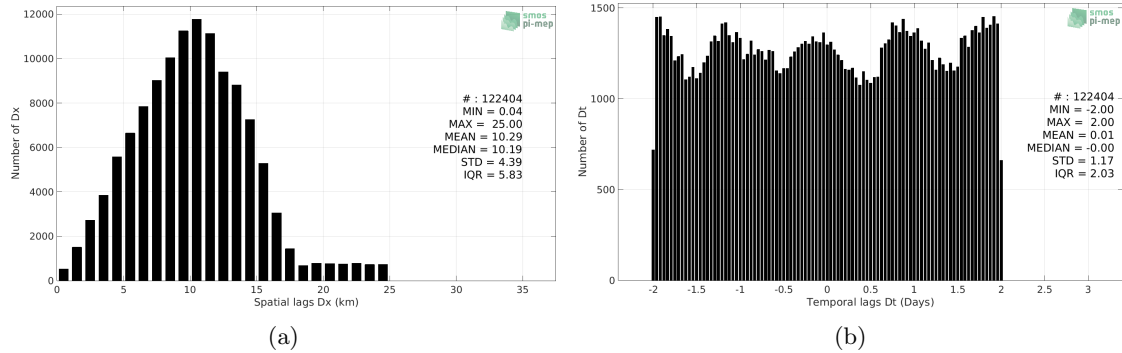 12000
10000
8000
6000
4000
2000
0
Number of Dx
smos
pi-mep
# : 122404
MIN = 0.04
MAX = 25.00
MEAN = 10.29
MEDIAN = 10.19
STD = 4.39
IQR = 5.83
0 5 10 15 20 25 30 35
Spatial lags Dx (km)
(a)
1500
1000
500
0
Number of Dt
smos
pi-mep
# : 122404
MIN = -2.00
MAX = 2.00
MEAN = 0.01
MEDIAN = -0.00
STD = 1.17
IQR = 2.03
-2 -1.5 -1 -0.5 0 0.5 1 1.5 2 2.5 3
Temporal lags Dt (Days)
(b)